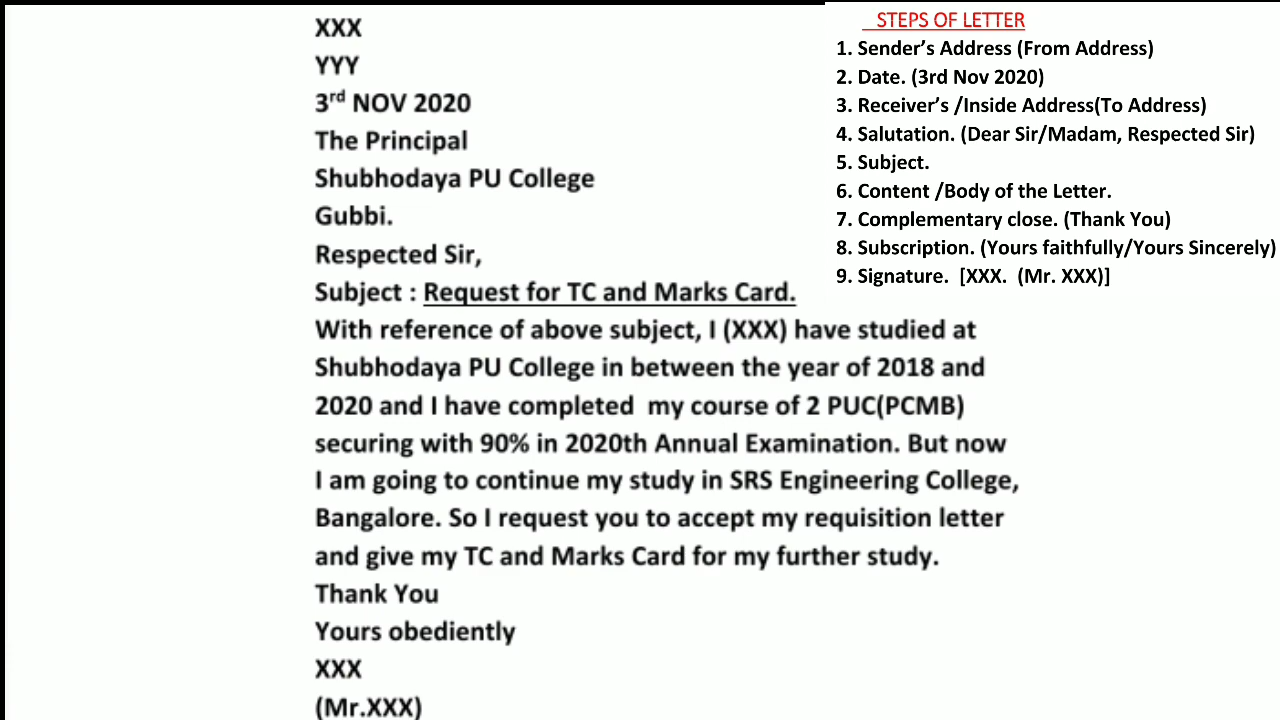 XXX
YYY
3rd NOV 2020
The Principal
Shubhodaya PU College
Gubbi.
Respected Sir,
Subject : Request for TC and Marks Card.
With reference of above subject, I (XXX) have studied at
Shubhodaya PU College in between the year of 2018 and
2020 and I have completed my course of 2 PUC(PCMB)
securing with 90% in 2020th Annual Examination. But now
I am going to continue my study in SRS Engineering College,
Bangalore. So I request you to accept my requisition letter
and give my TC and Marks Card for my further study.
Thank You
Yours obediently
XXX
(Mr.XXX)
STEPS OF LETTER
1. Sender's Address (From Address)
2. Date. (3rd Nov 2020)
3. Receiver's /Inside Address(To Address)
4. Salutation. (Dear Sir/Madam, Respected Sir)
5. Subject.
6. Content /Body of the Letter.
7. Complementary close. (Thank You)
8. Subscription. (Yours faithfully/Yours Sincerely)
9. Signature. [XXX. (Mr. XXX)]